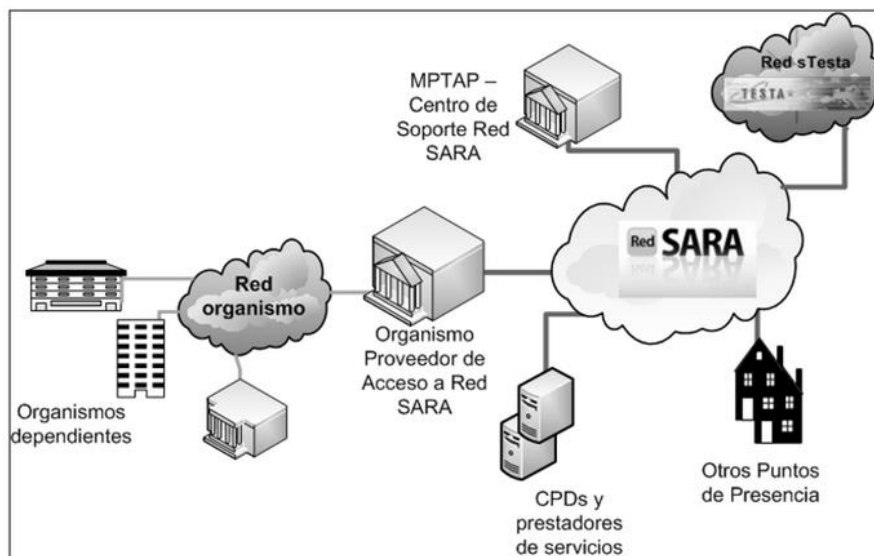 Red sTesta
TESTA
MPTAP –
Centro de
Soporte Red
SARA
Red SARA
Red
organismo
Organismo
Proveedor de
Acceso a Red
SARA
Organismos
dependientes
CPDs y
prestadores
de servicios
Otros Puntos
de Presencia